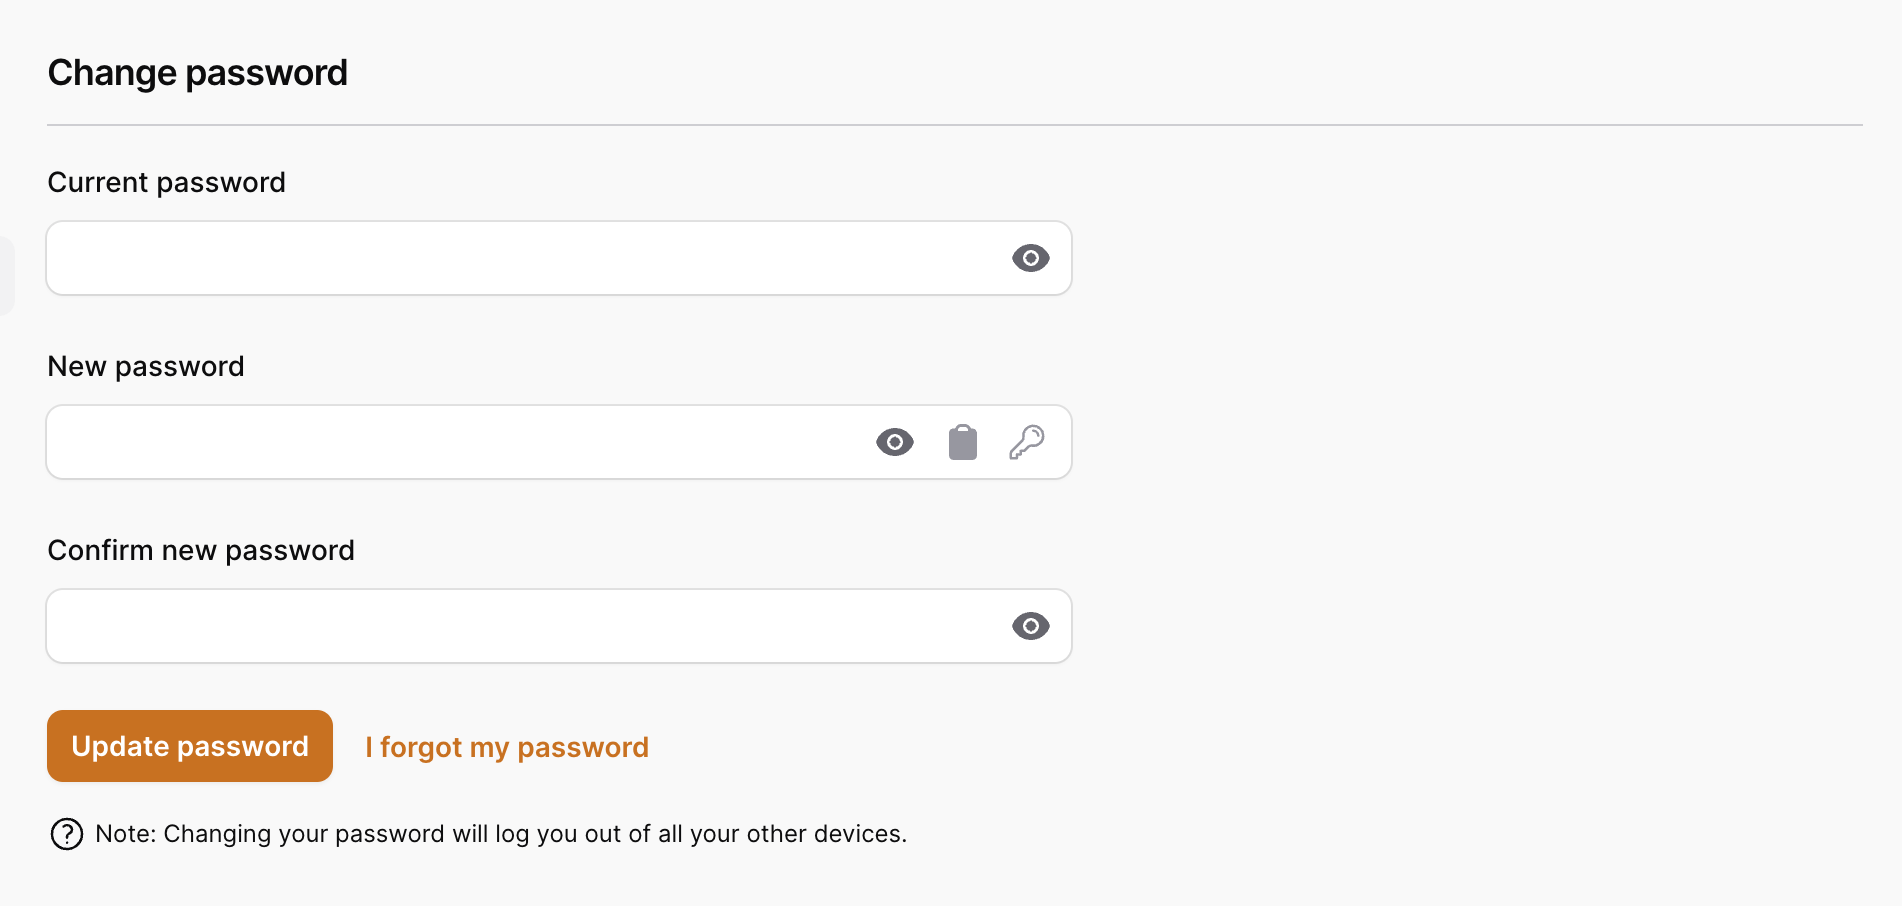 Change password
Current password
New password
Confirm new password
Update password
I forgot my password
Note: Changing your password will log you out of all your other devices.